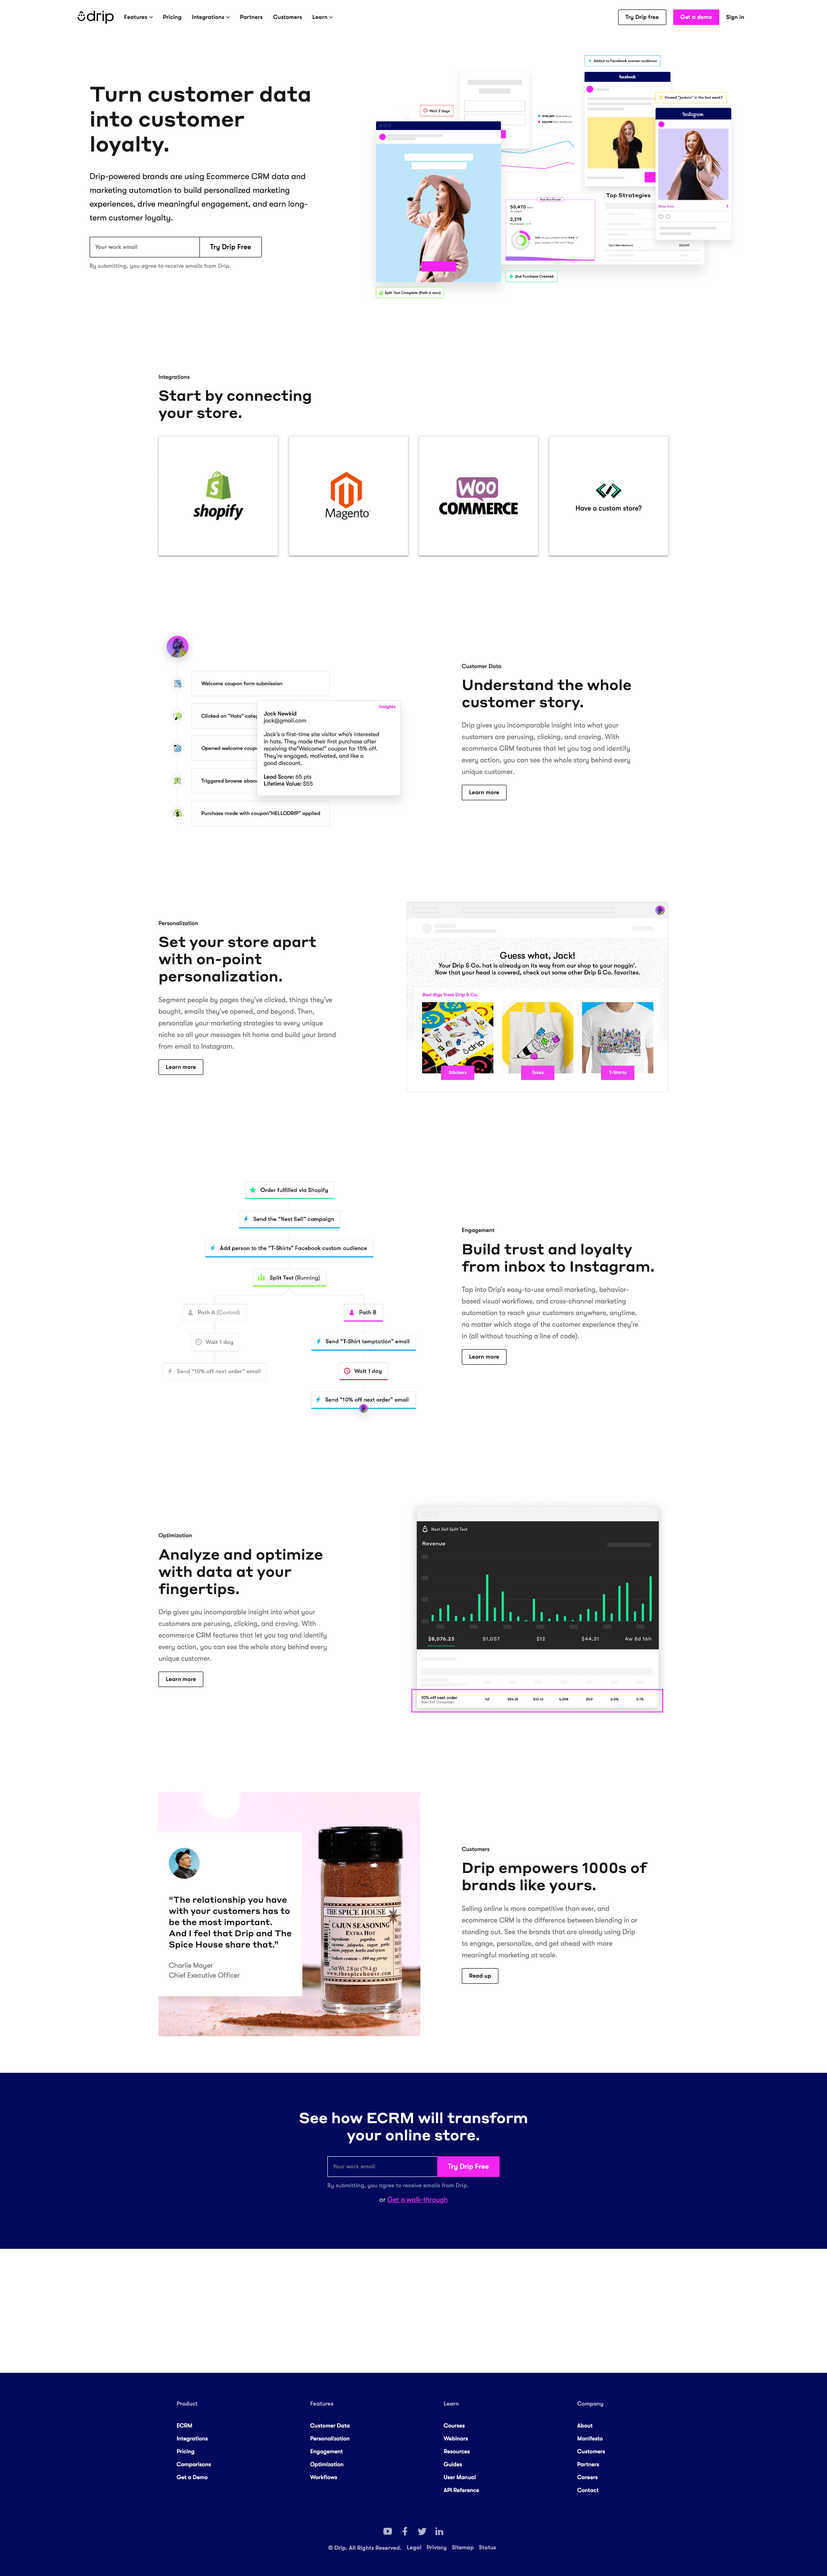 drip Features Pricing Integrations Partners Customers Learn Try Drip free Get a demo Sign in
Turn customer data
into customer
loyalty.
Drip-powered brands are using Ecommerce CRM data and
marketing automation to build personalized marketing
experiences, drive meaningful engagement, and earn long-
term customer loyalty.
Your work email Try Drip Free
By submitting, you agree to receive emails from Drip.
Added to Facebook custom audience
facebook
Viewed "jackets" in the last week?
Instagram
Wait 2 days
50,470
2,219
Top Strategies
Shop Now
2nd Purchase Created
Split Test Complete (Path A won)
Integrations
Start by connecting
your store.
shopify
Magento
WOO
COMMERCE
Have a custom store?
Welcome coupon form submission
Clicked on "Hats" categ
Opened welcome coupo
Triggered browse aband
Purchase made with coupon"HELLODRIP" applied
Insights
Jack Newkid
jack@gmail.com
Jack's a first-time site visitor who's interested
in hats. They made their first purchase after
receiving the"Welcome!" coupon for 15% off.
They're engaged, motivated, and like a
good discount.
Lead Score: 65 pts
Lifetime Value: $55
Customer Data
Understand the whole
customer story.
Drip gives you incomparable insight into what your
customers are perusing, clicking, and craving. With
ecommerce CRM features that let you tag and identify
every action, you can see the whole story behind every
unique customer.
Learn more
Personalization
Set your store apart
with on-point
personalization.
Segment people by pages they've clicked, things they've
bought, emails they've opened, and beyond. Then,
personalize your marketing strategies to every unique
niche so all your messages hit home and build your brand
from email to Instagram.
Learn more
Guess what, Jack!
Your Drip & Co. hat is already on its way from our shop to your noggin'.
Now that your head is covered, check out some other Drip & Co. favorites.
Rad digs from Drip & Co.
drip
Stickers
Totes
T-Shirts
Order fulfilled via Shopify
Send the "Next Sell" campaign
Add person to the "T-Shirts" Facebook custom audience
Split Test (Running)
Path A (Control)
Path B
Wait 1 day
Send "T-Shirt temptation" email
Send "10% off next order" email
Wait 1 day
Send "10% off next order" email
Engagement
Build trust and loyalty
from inbox to Instagram.
Tap into Drip's easy-to-use email marketing, behavior-
based visual workflows, and cross-channel marketing
automation to reach your customers anywhere, anytime,
no matter which stage of the customer experience they're
in (all without touching a line of code).
Learn more
Optimization
Analyze and optimize
with data at your
fingertips.
Drip gives you incomparable insight into what your
customers are perusing, clicking, and craving. With
ecommerce CRM features that let you tag and identify
every action, you can see the whole story behind every
unique customer.
Learn more
Next Sell Split Test
Revenue
$8,076.25 51,057 $12 $44.31 4w 8d 16h
10% off next order
Next Sell Campaign
“The relationship you have
with your customers has to
be the most important.
And I feel that Drip and The
Spice House share that.”
Charlie Mayer
Chief Executive Officer
THE SPICE HOUSE
CAJUN SEASONING
EXTRA HOT
Net Wt. 2.8 oz (79.4 g)
www.thespicehouse.com
Customers
Drip empowers 1000s of
brands like yours.
Selling online is more competitive than ever, and
ecommerce CRM is the difference between blending in or
standing out. See the brands that are already using Drip
to engage, personalize, and get ahead with more
meaningful marketing at scale.
Read up
See how ECRM will transform
your online store.
Your work email Try Drip Free
By submitting, you agree to receive emails from Drip.
or Get a walk-through
Product
ECRM
Integrations
Pricing
Comparisons
Get a Demo
Features
Customer Data
Personalization
Engagement
Optimization
Workflows
Learn
Courses
Webinars
Resources
Guides
User Manual
API Reference
Company
About
Manifesto
Customers
Partners
Careers
Contact
© Drip. All Rights Reserved. Legal Privacy Sitemap Status